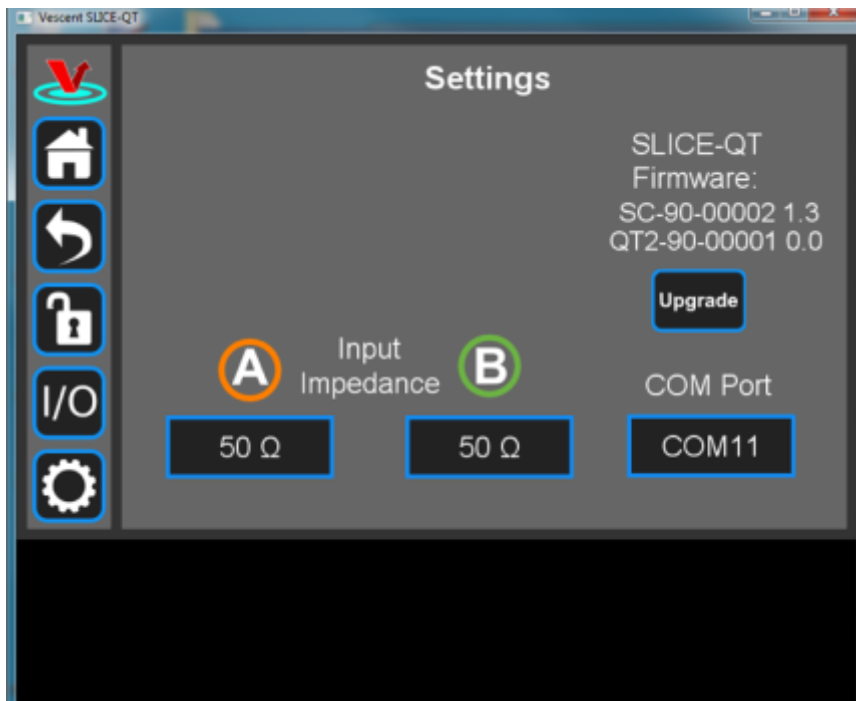 Vescent SLICE-QT
Settings
SLICE-QT
Firmware:
SC-90-00002 1.3
QT2-90-00001 0.0
Upgrade
A
Input
Impedance
B
COM Port
I/O
50 Ω
50 Ω
COM11